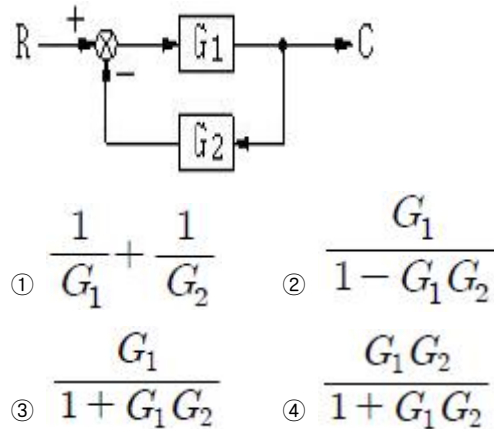 +
R G1 C
−
G2
① 1/G₁ + 1/G₂ ② G₁/(1 − G₁G₂)
③ G₁/(1 + G₁G₂) ④ G₁G₂/(1 + G₁G₂)